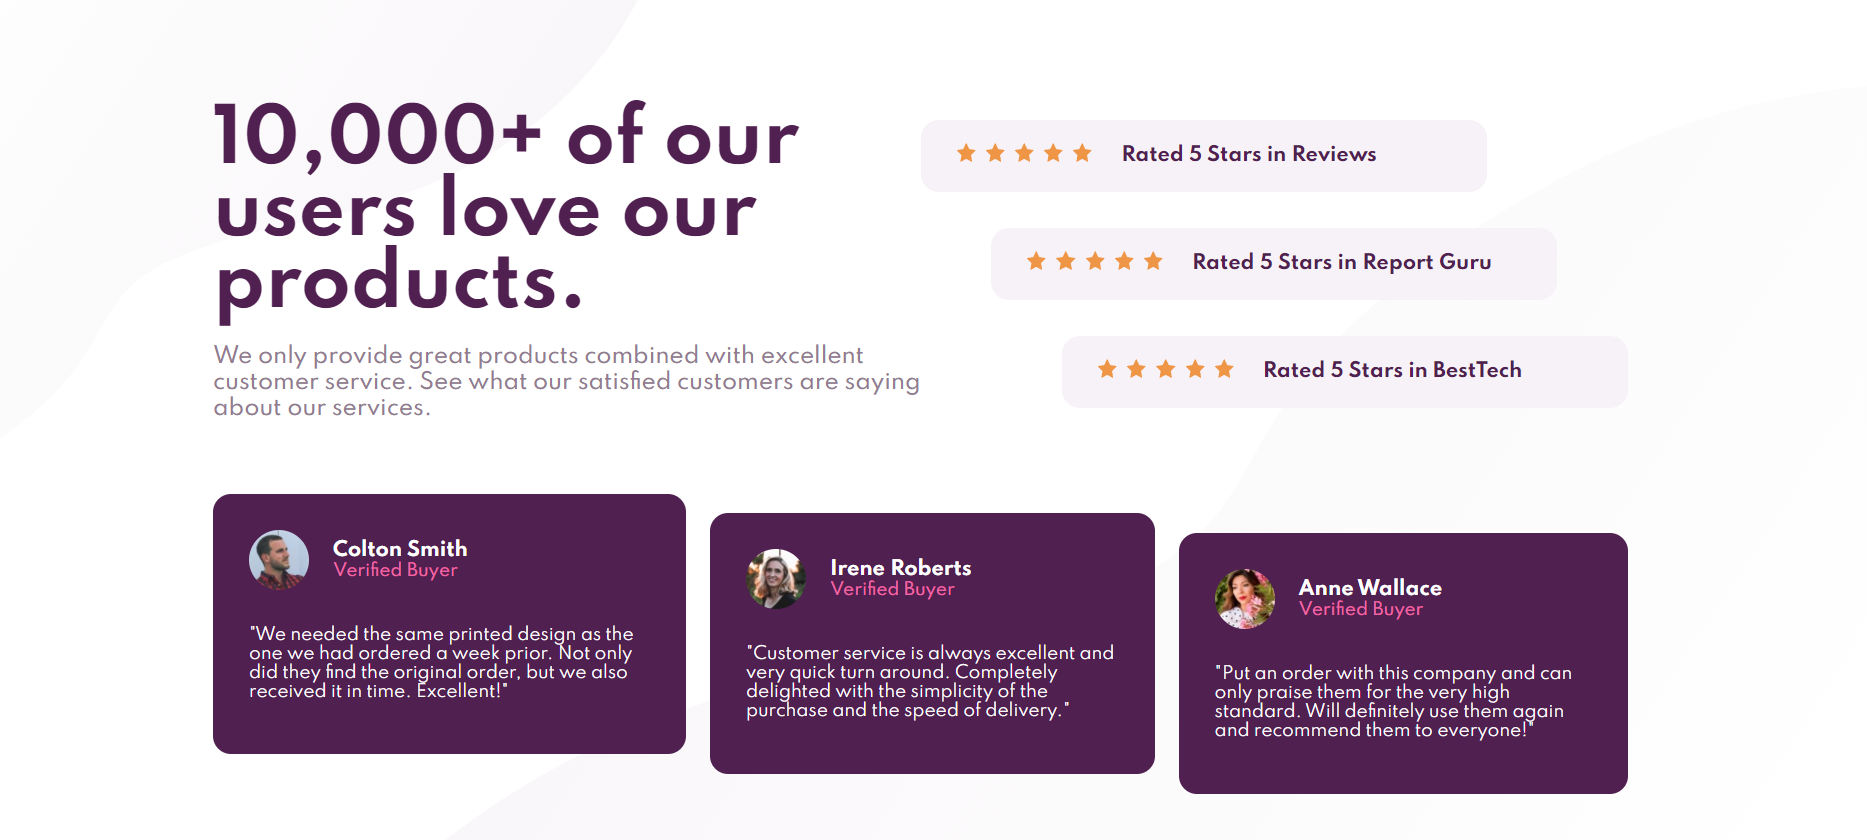 10,000+ of our
users love our
products.
We only provide great products combined with excellent
customer service. See what our satisfied customers are saying
about our services.
Rated 5 Stars in Reviews
Rated 5 Stars in Report Guru
Rated 5 Stars in BestTech
Colton Smith
Verified Buyer
"We needed the same printed design as the
one we had ordered a week prior. Not only
did they find the original order, but we also
received it in time. Excellent!"
Irene Roberts
Verified Buyer
"Customer service is always excellent and
very quick turn around. Completely
delighted with the simplicity of the
purchase and the speed of delivery."
Anne Wallace
Verified Buyer
"Put an order with this company and can
only praise them for the very high
standard. Will definitely use them again
and recommend them to everyone!"